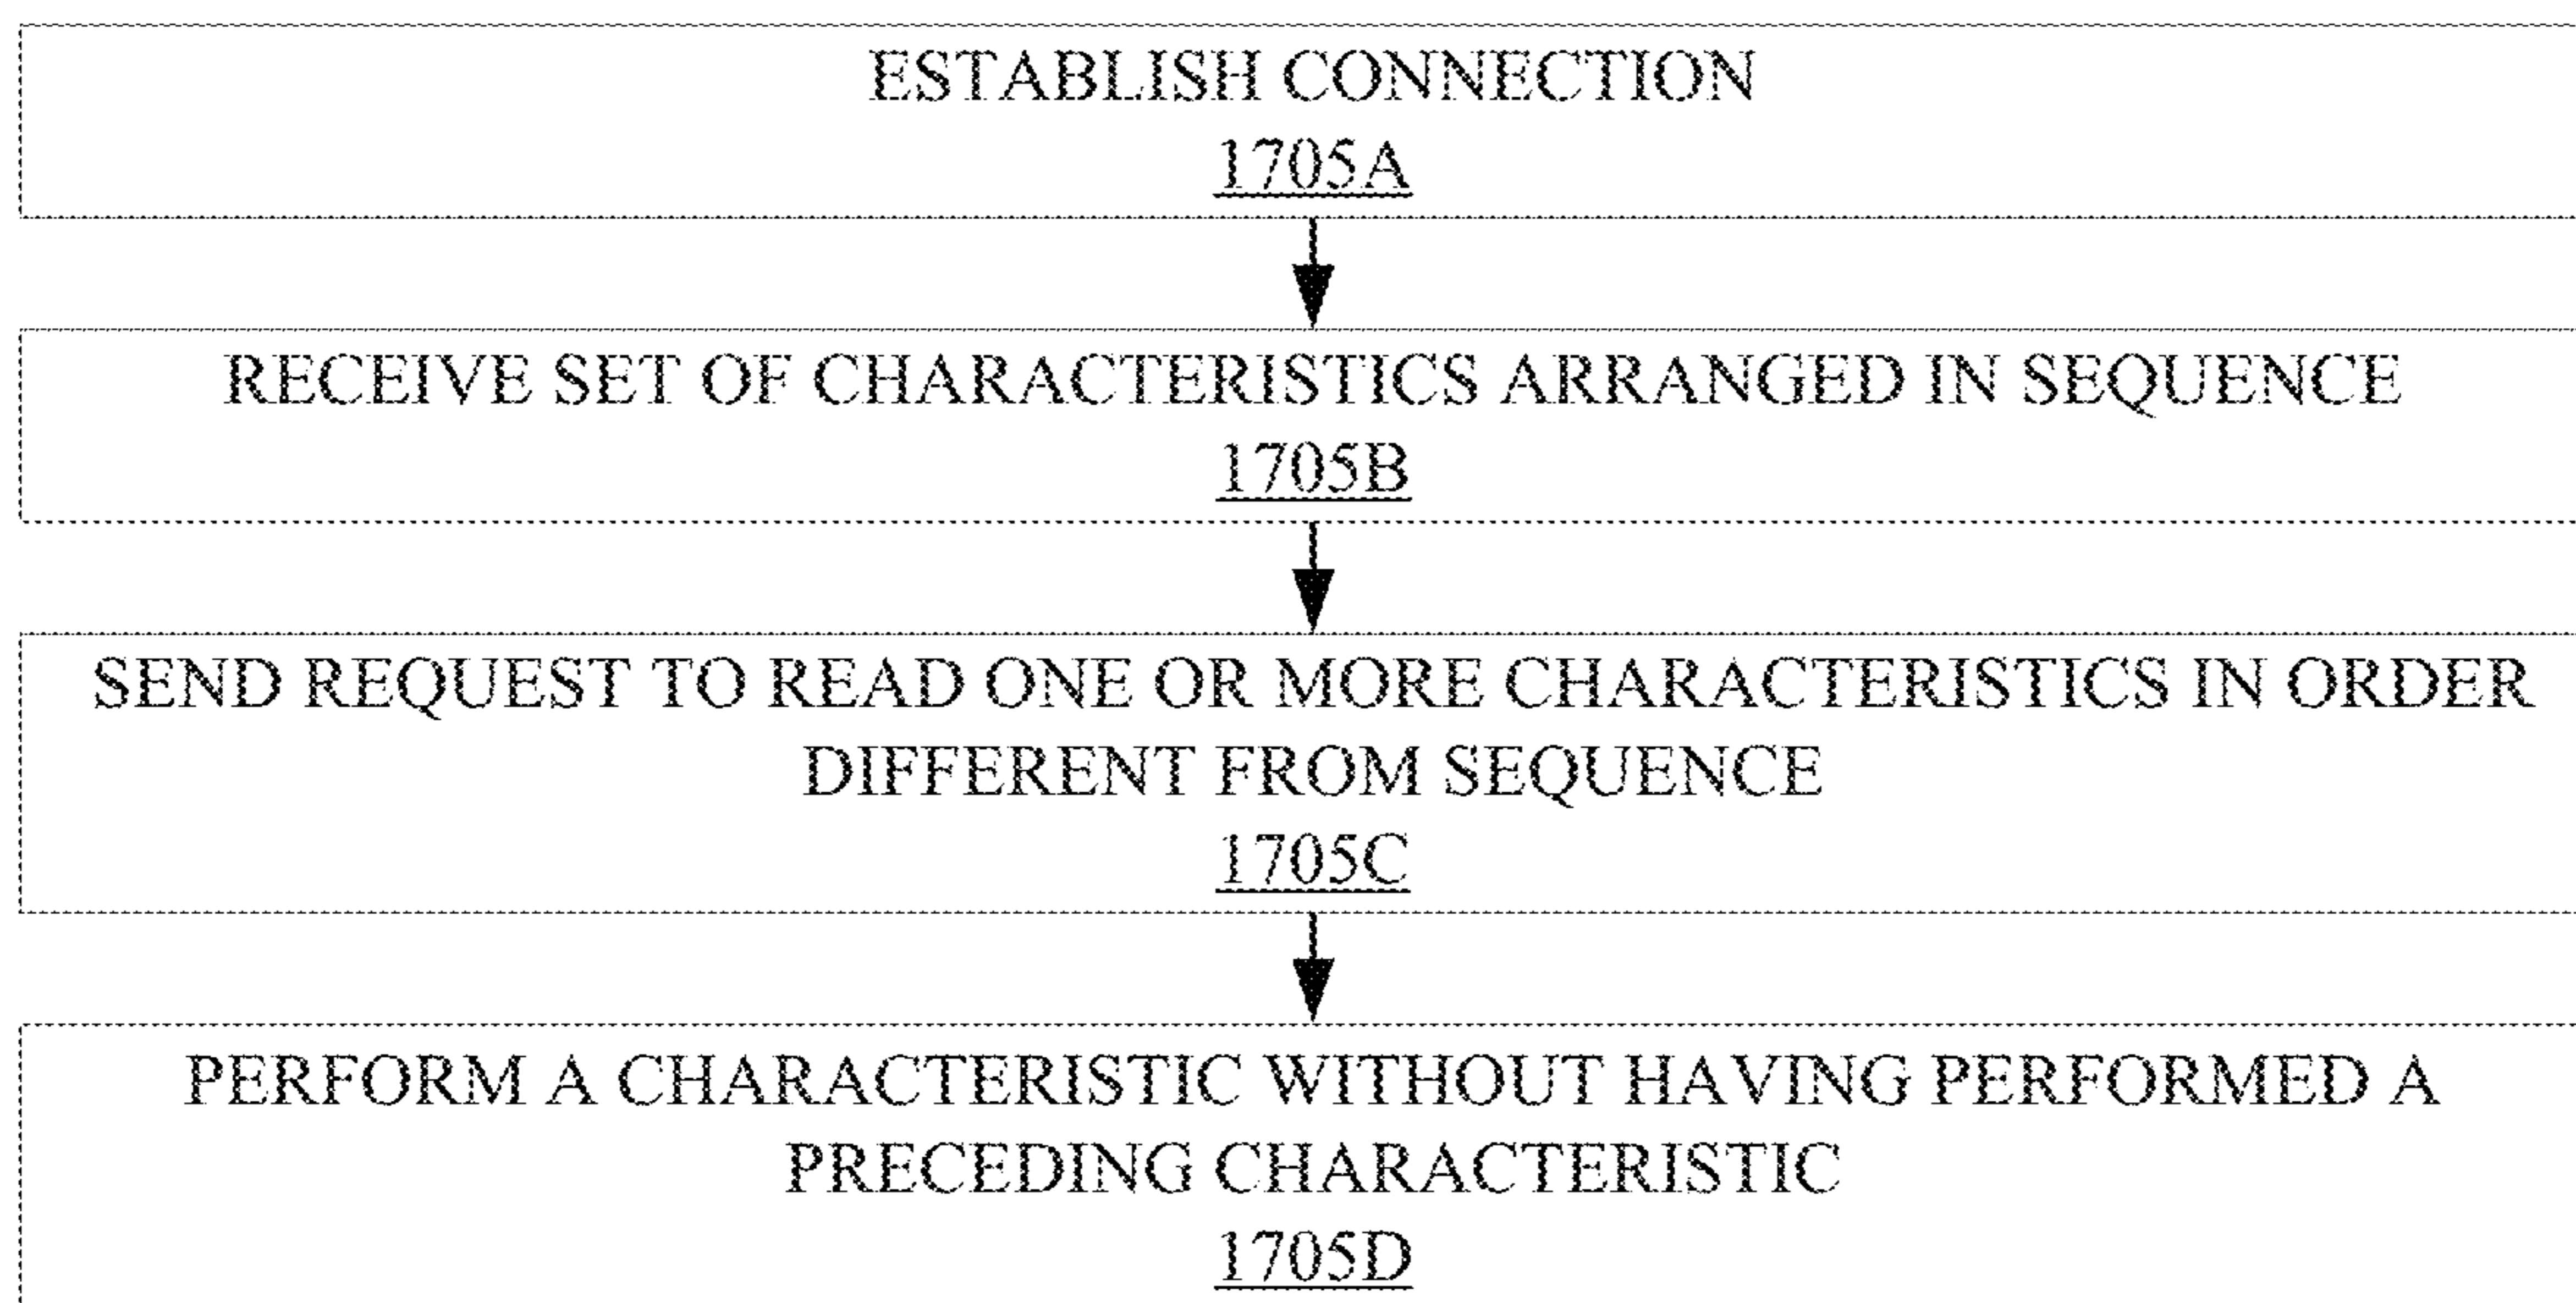 ESTABLISH CONNECTION
1705A
RECEIVE SET OF CHARACTERISTICS ARRANGED IN SEQUENCE
1705B
SEND REQUEST TO READ ONE OR MORE CHARACTERISTICS IN ORDER
DIFFERENT FROM SEQUENCE
1705C
PERFORM A CHARACTERISTIC WITHOUT HAVING PERFORMED A
PRECEDING CHARACTERISTIC
1705D